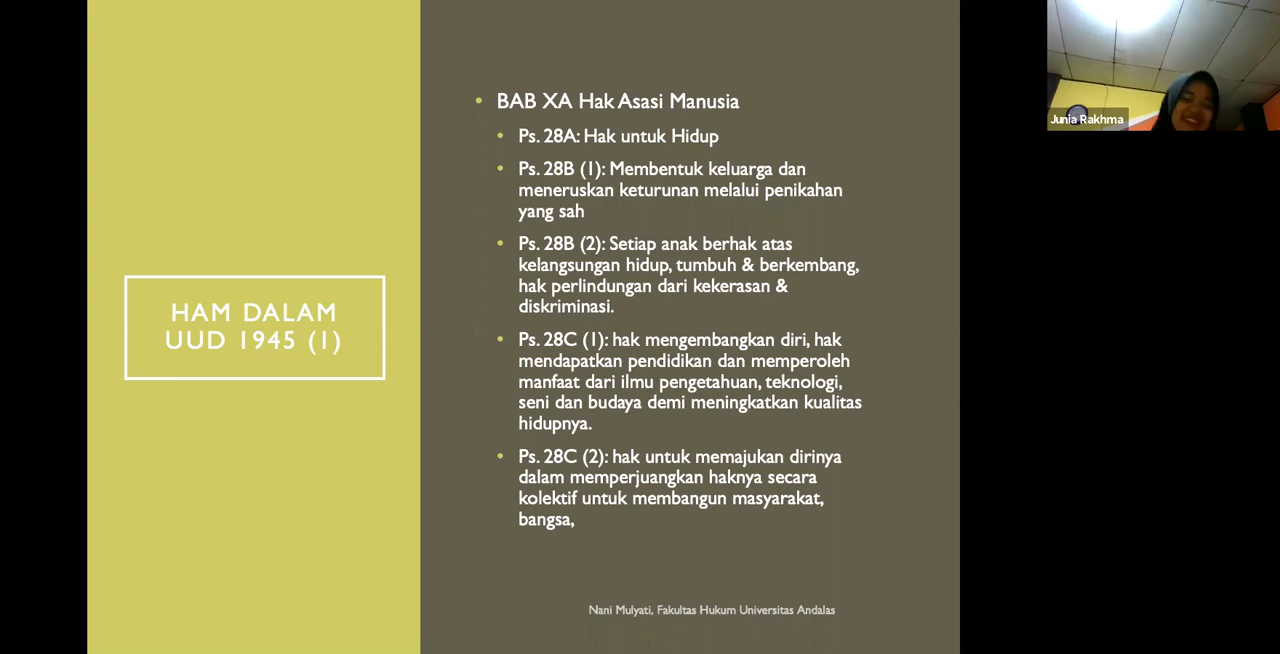 HAM DALAM
UUD 1945 (1)
• BAB XA Hak Asasi Manusia
• Ps. 28A: Hak untuk Hidup
• Ps. 28B (1): Membentuk keluarga dan
meneruskan keturunan melalui penikahan
yang sah
• Ps. 28B (2): Setiap anak berhak atas
kelangsungan hidup, tumbuh & berkembang,
hak perlindungan dari kekerasan &
diskriminasi.
• Ps. 28C (1): hak mengembangkan diri, hak
mendapatkan pendidikan dan memperoleh
manfaat dari ilmu pengetahuan, teknologi,
seni dan budaya demi meningkatkan kualitas
hidupnya.
• Ps. 28C (2): hak untuk memajukan dirinya
dalam memperjuangkan haknya secara
kolektif untuk membangun masyarakat,
bangsa,
Nani Mulyati, Fakultas Hukum Universitas Andalas
Junia Rakhma